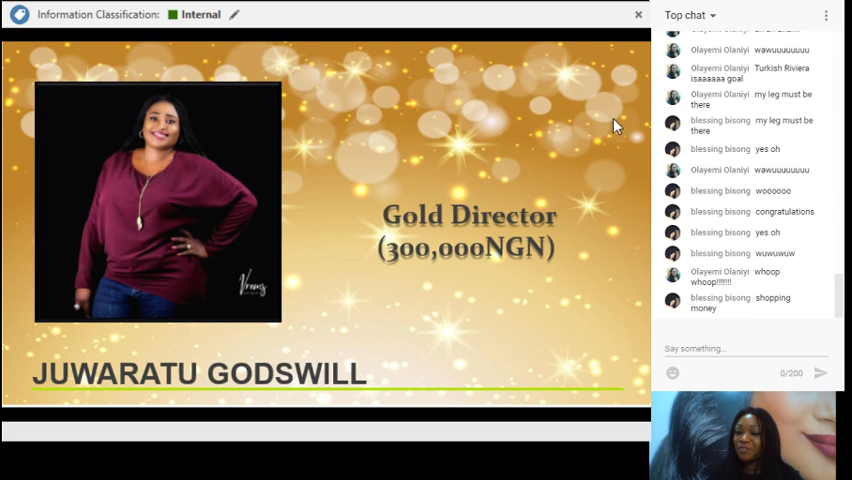 Information Classification: Internal
Gold Director
(300,000NGN)
JUWARATU GODSWILL
Top chat
Olayemi Olaniyi wawuuuuuuuu
Olayemi Olaniyi Turkish Riviera
isaaaaaa goal
Olayemi Olaniyi my leg must be
there
blessing bisong my leg must be
there
blessing bisong yes oh
Olayemi Olaniyi wawuuuuuuuu
blessing bisong woooooo
blessing bisong congratulations
blessing bisong yes oh
blessing bisong wuwuwuw
Olayemi Olaniyi whoop
whoop!!!!!!!
blessing bisong shopping
money
Say something...
0/200